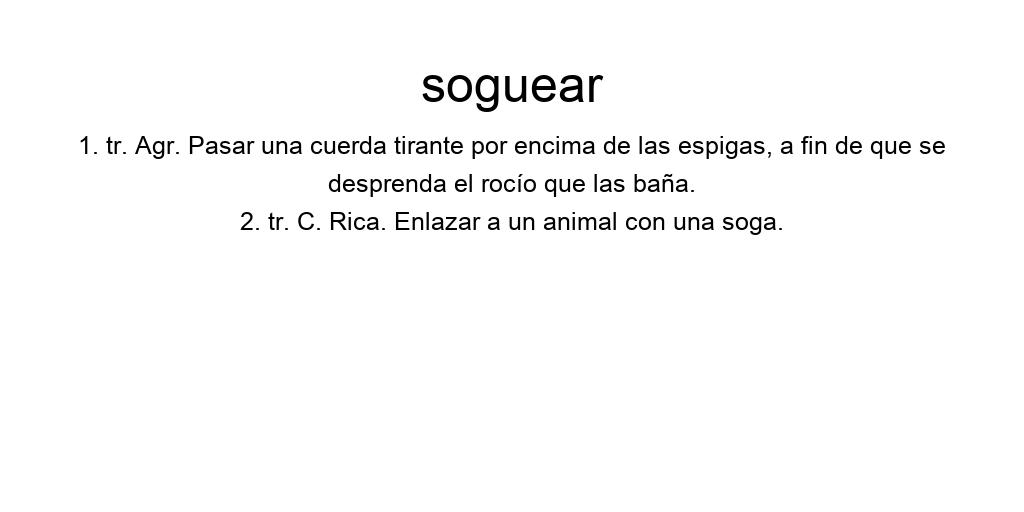 soguear
1. tr. Agr. Pasar una cuerda tirante por encima de las espigas, a fin de que se
desprenda el rocío que las baña.
2. tr. C. Rica. Enlazar a un animal con una soga.